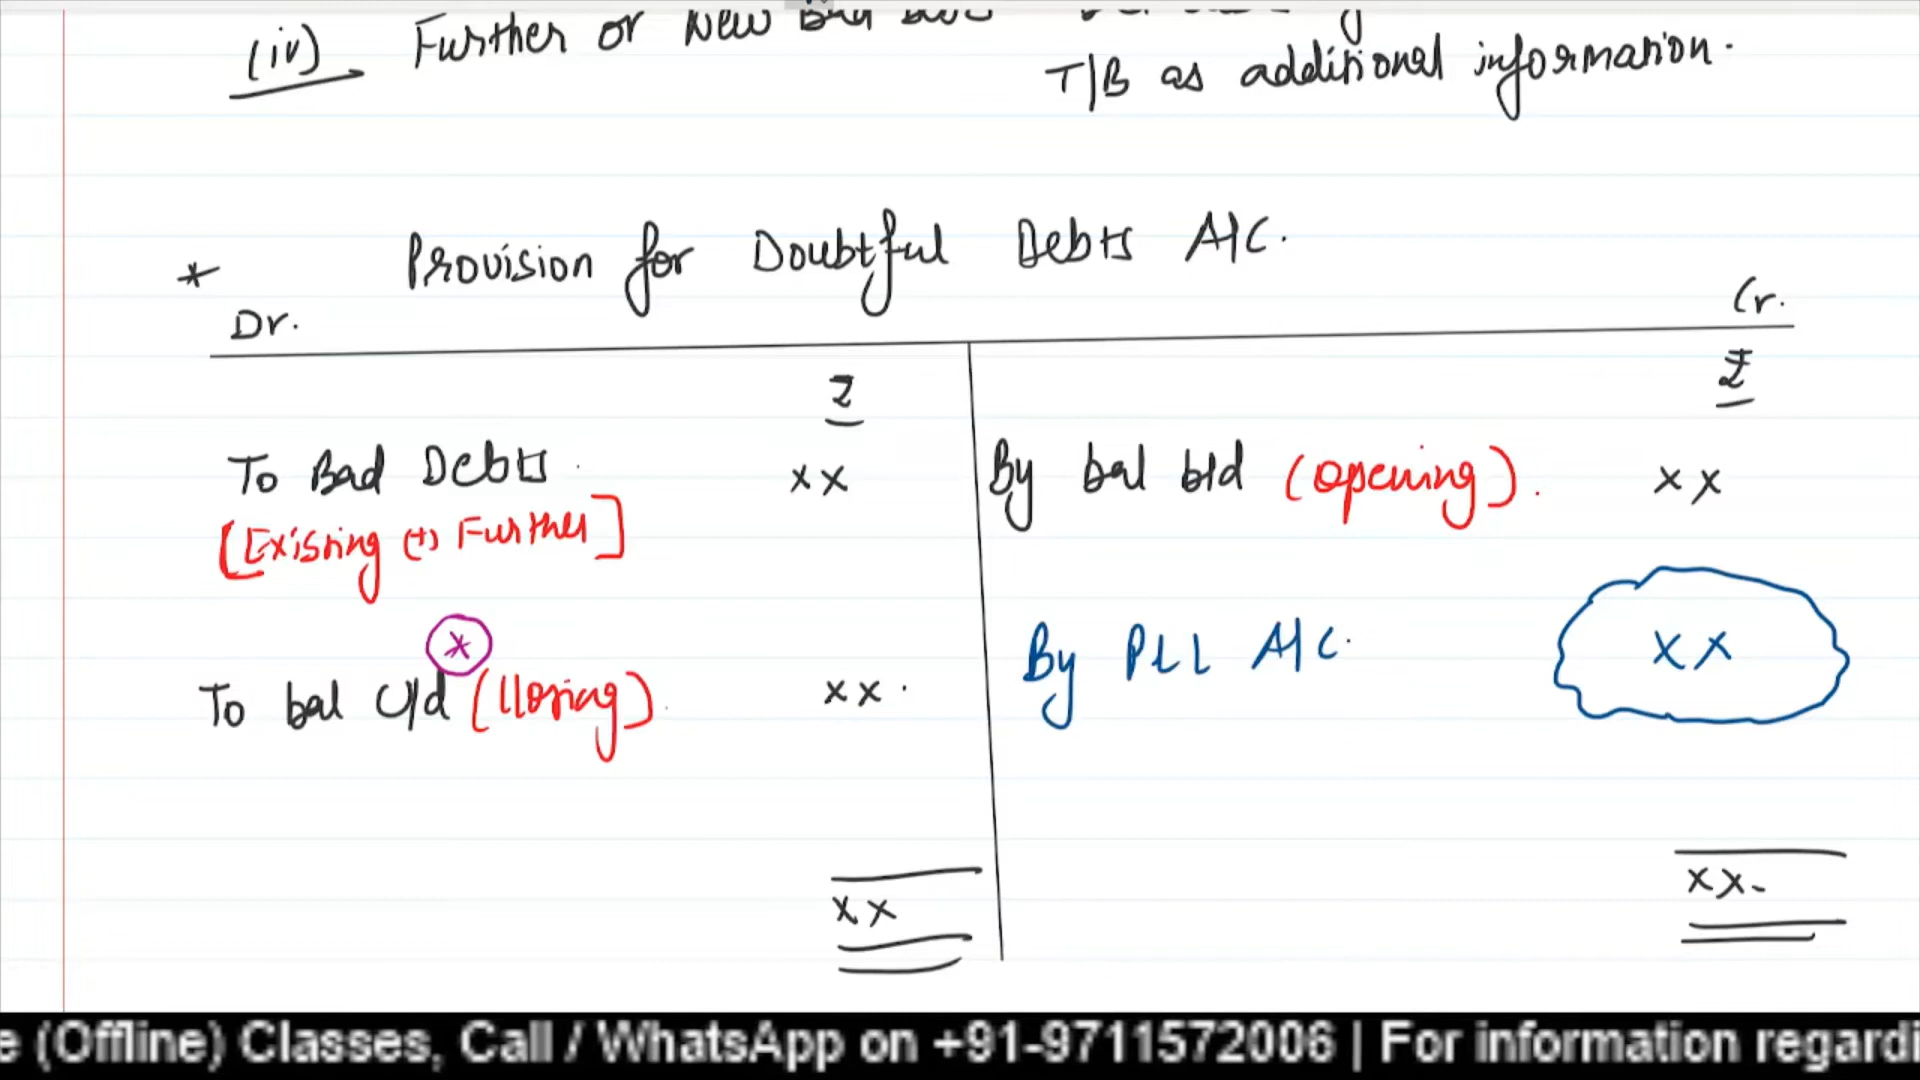 (iv) Further or New Bad
T/B as additional information.
* Provision for Doubtful Debts A/C.
Dr. Cr.
₹ ₹
To Bad Debts xx By bal b/d (opening). xx
[Existing (+) Further]
*
To bal c/d (closing) xx. By P&L A/C. xx
xx xx
e (Offline) Classes, Call / WhatsApp on +91-9711572006 | For information regardi